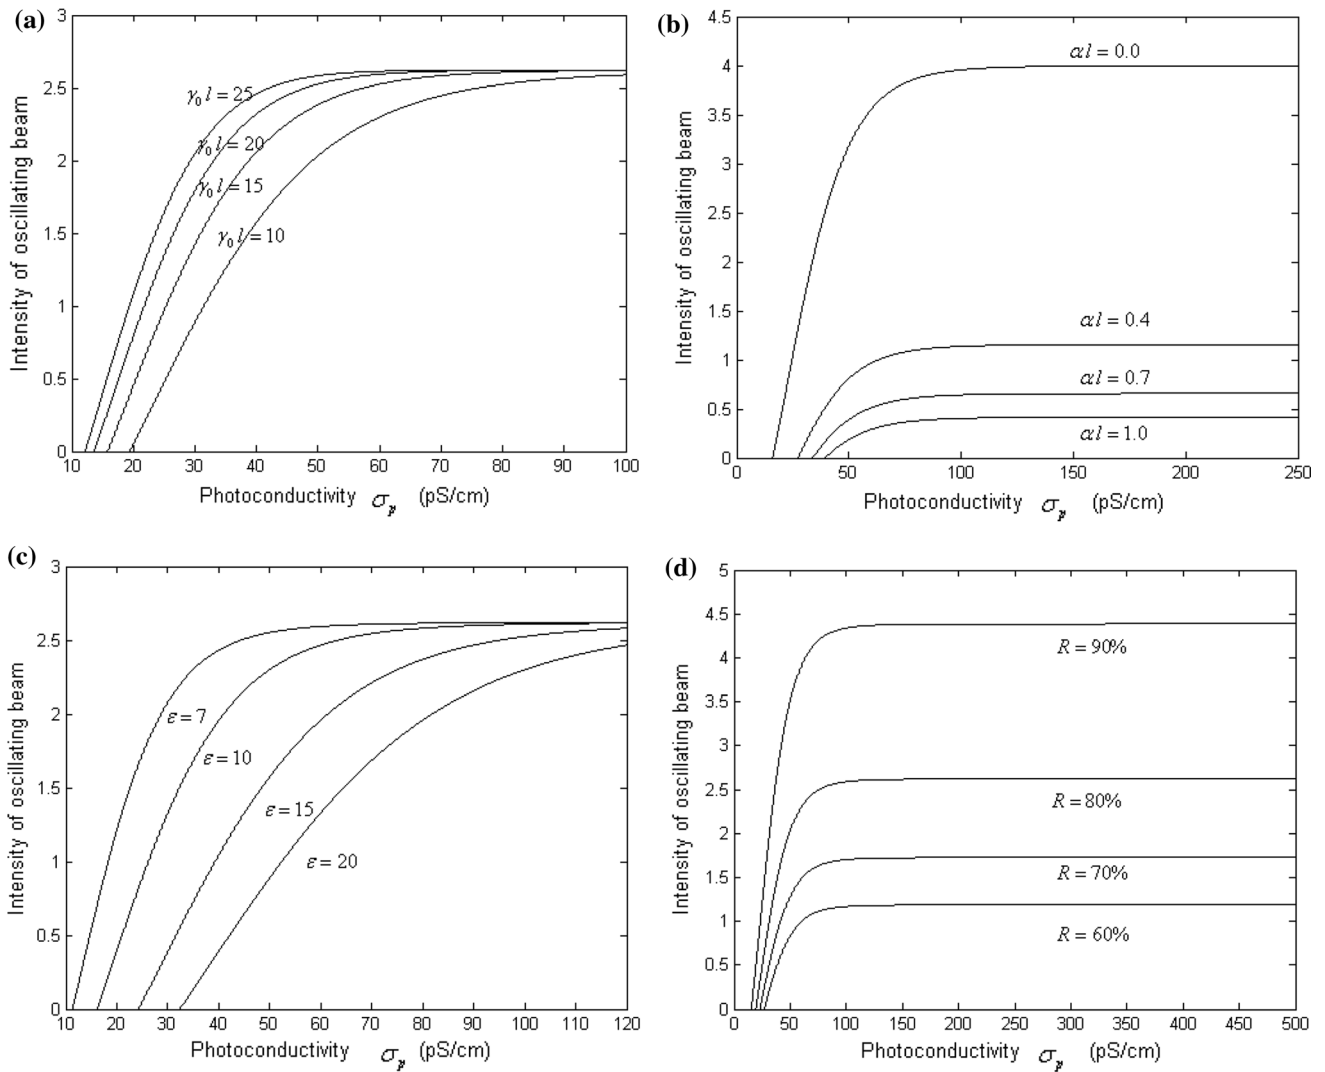 (a)
3
2.5
2
1.5
1
0.5
0
Intensity of oscillating beam
γ₀ l = 25
γ₀ l = 20
γ₀ l = 15
γ₀ l = 10
10 20 30 40 50 60 70 80 90 100
Photoconductivity σₚ (pS/cm)
(b)
4.5
4
3.5
3
2.5
2
1.5
1
0.5
0
Intensity of oscillating beam
αl = 0.0
αl = 0.4
αl = 0.7
αl = 1.0
0 50 100 150 200 250
Photoconductivity σₚ (pS/cm)
(c)
3
2.5
2
1.5
1
0.5
0
Intensity of oscillating beam
ε = 7
ε = 10
ε = 15
ε = 20
10 20 30 40 50 60 70 80 90 100 110 120
Photoconductivity σₚ (pS/cm)
(d)
5
4.5
4
3.5
3
2.5
2
1.5
1
0.5
0
Intensity of oscillating beam
R = 90%
R = 80%
R = 70%
R = 60%
0 50 100 150 200 250 300 350 400 450 500
Photoconductivity σₚ (pS/cm)